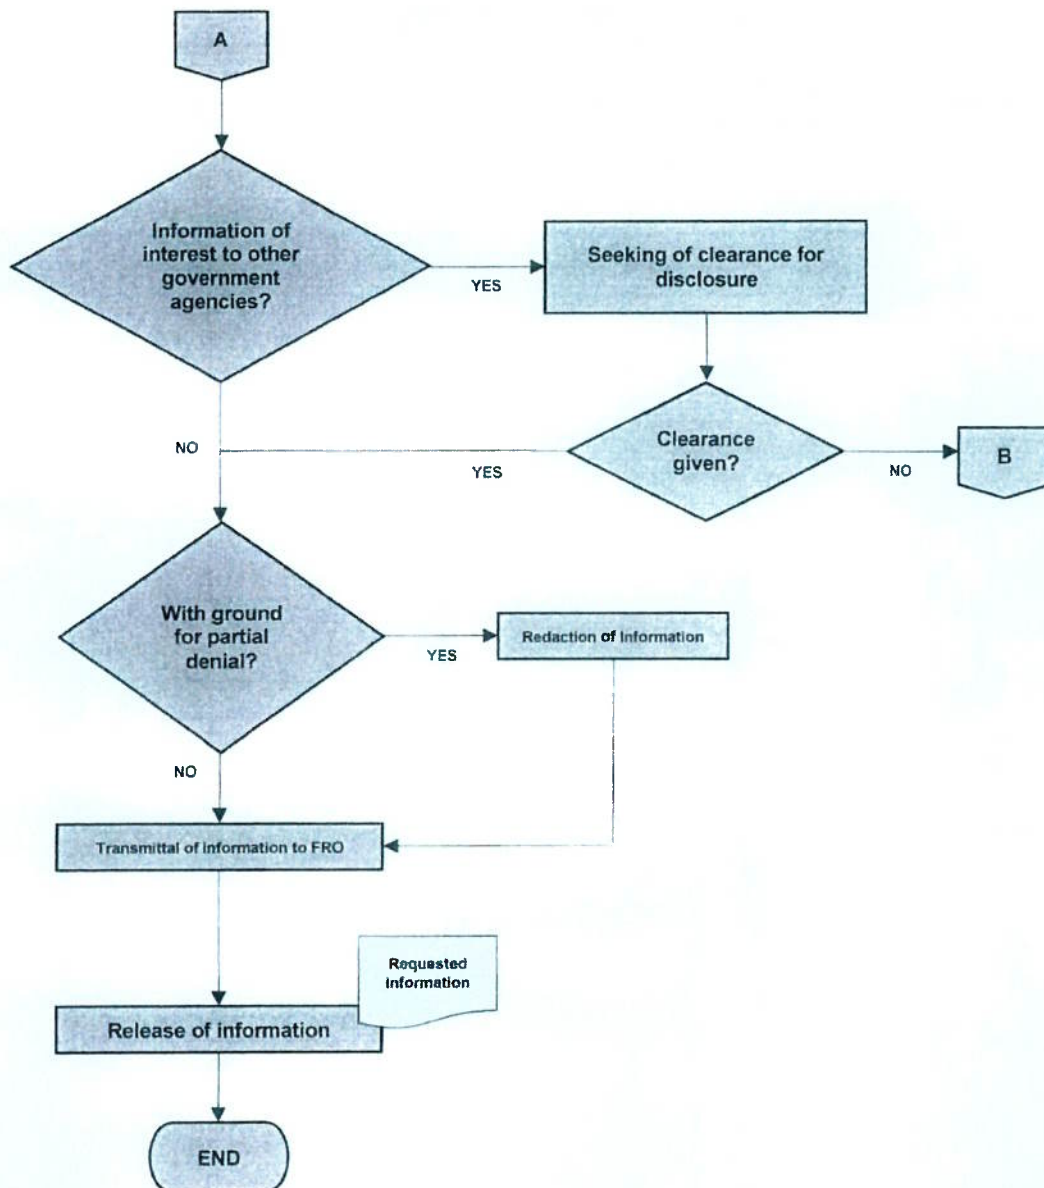 A
Information of
interest to other
government
agencies?
YES
Seeking of clearance for
disclosure
NO
YES
Clearance
given?
NO
B
With ground
for partial
denial?
YES
Redaction of Information
NO
Transmittal of information to FRO
Requested
Information
Release of information
END